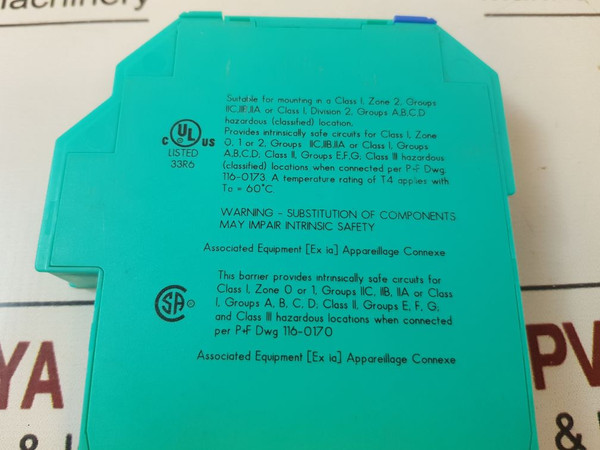 achinery
Suitable for mounting in a Class I, Zone 2, Groups
IIC,IIB,IIA or Class I, Division 2, Groups A,B,C,D
hazardous (classified) location.
Provides intrinsically safe circuits for Class I, Zone
0, 1 or 2, Groups IIC,IIB,IIA or Class I, Groups
A,B,C,D; Class II, Groups E,F,G; Class III hazardous
(classified) locations when connected per P+F Dwg.
116-0173. A temperature rating of T4 applies with
Ta = 60°C.
C UL US
LISTED
33R6
WARNING - SUBSTITUTION OF COMPONENTS
MAY IMPAIR INTRINSIC SAFETY
Associated Equipment [Ex ia] Appareillage Connexe
This barrier provides intrinsically safe circuits for
Class I, Zone 0 or 1, Groups IIC, IIB, IIA or Class
I, Groups A, B, C, D; Class II, Groups E, F, G;
and Class III hazardous locations when connected
per P+F Dwg 116-0170
SA
Associated Equipment [Ex ia] Appareillage Connexe
YA
&
PV
&